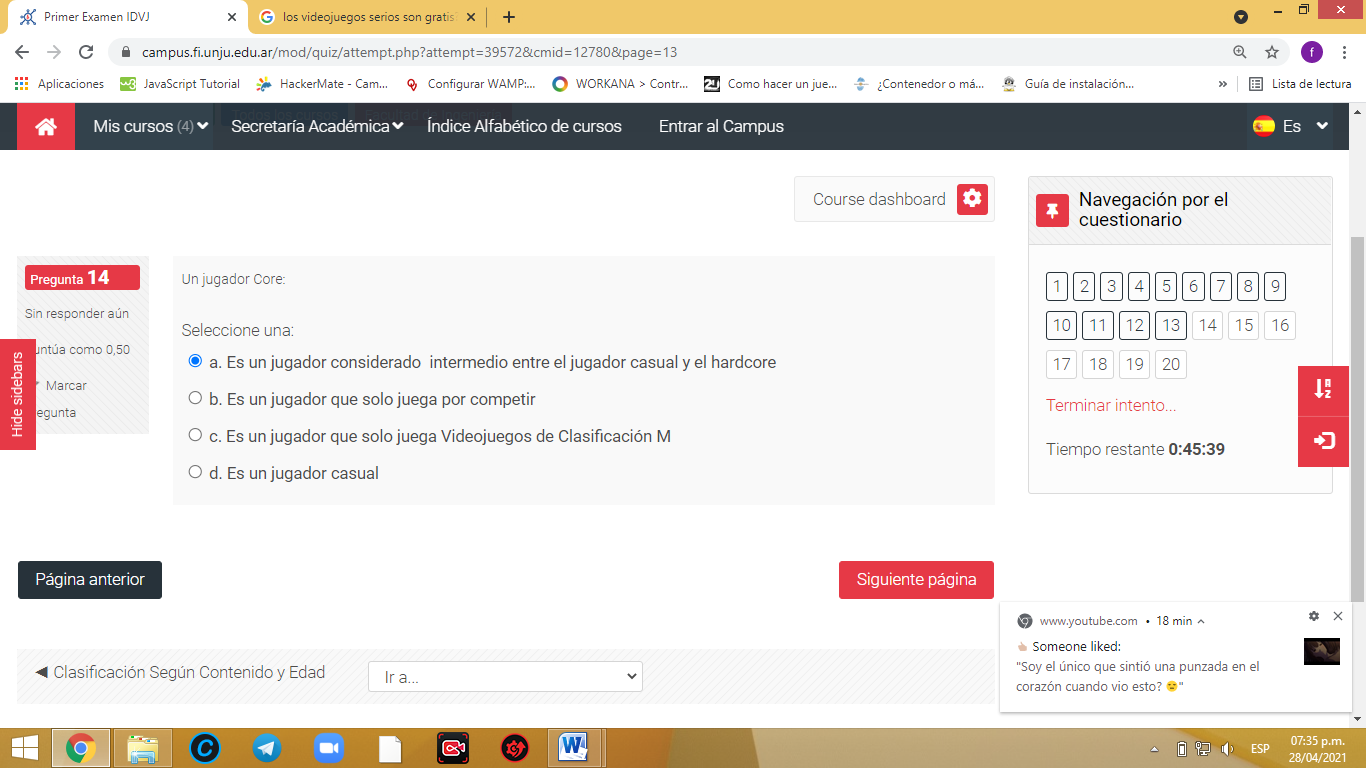 Primer Examen IDVJ
los videojuegos serios son gratis?
campus.fi.unju.edu.ar/mod/quiz/attempt.php?attempt=39572&cmid=12780&page=13
f
Aplicaciones
JavaScript Tutorial
HackerMate - Cam...
Configurar WAMP:...
WORKANA > Contr...
Como hacer un jue...
¿Contenedor o má...
Guía de instalación...
»
Lista de lectura
Mis cursos (4)
Secretaría Académica
Índice Alfabético de cursos
Entrar al Campus
Es
Course dashboard
Pregunta 14
Sin responder aún
untúa como 0,50
Marcar
egunta
Hide sidebars
Un jugador Core:
Seleccione una:
a. Es un jugador considerado intermedio entre el jugador casual y el hardcore
b. Es un jugador que solo juega por competir
c. Es un jugador que solo juega Videojuegos de Clasificación M
d. Es un jugador casual
Navegación por el
cuestionario
1 2 3 4 5 6 7 8 9
10 11 12 13 14 15 16
17 18 19 20
Terminar intento...
Tiempo restante 0:45:39
Página anterior
Siguiente página
◄ Clasificación Según Contenido y Edad
Ir a...
www.youtube.com • 18 min
👍🏻 Someone liked:
"Soy el único que sintió una punzada en el
corazón cuando vio esto? 😔"
ESP
07:35 p.m.
28/04/2021